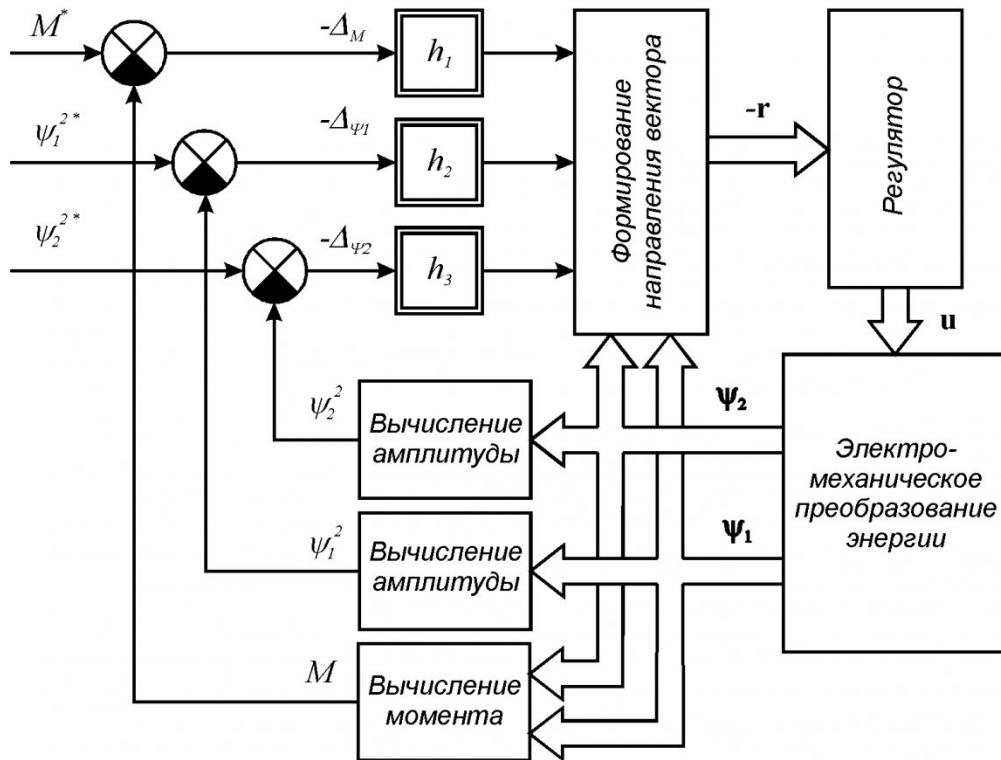 M*
-Δ_M
h₁
ψ₁²*
-Δ_Ψ1
h₂
ψ₂²*
-Δ_Ψ2
h₃
Формирование
направления вектора
-r
Регулятор
u
ψ₂²
Вычисление
амплитуды
Ψ₂
ψ₁²
Вычисление
амплитуды
Ψ₁
Электро-
механическое
преобразование
энергии
M
Вычисление
момента